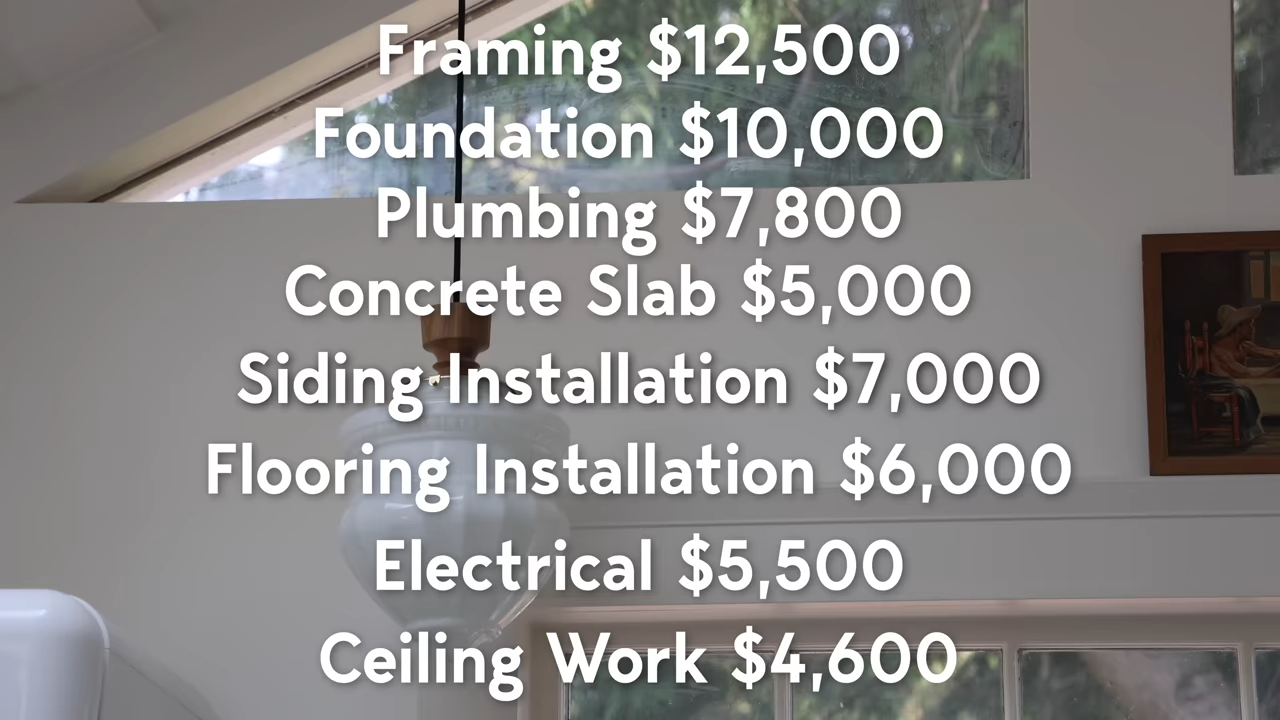 Framing $12,500
Foundation $10,000
Plumbing $7,800
Concrete Slab $5,000
Siding Installation $7,000
Flooring Installation $6,000
Electrical $5,500
Ceiling Work $4,600